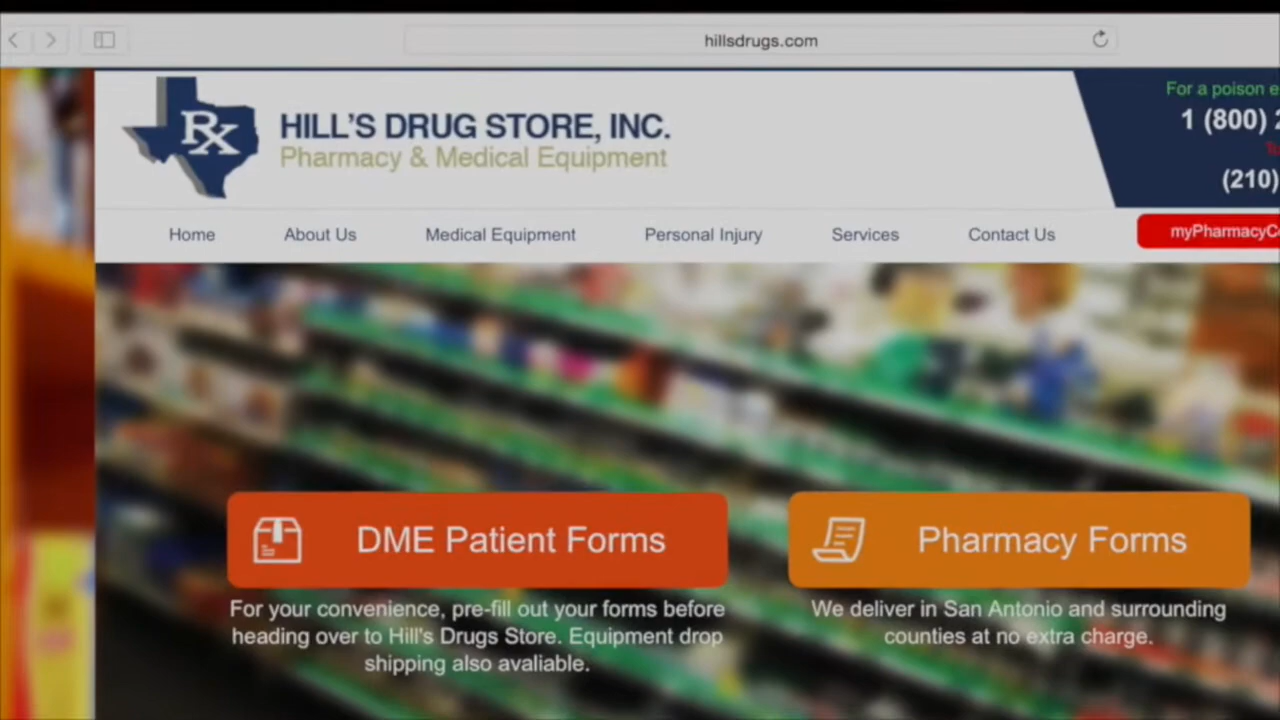 hillsdrugs.com
For a poison
1 (800)
Rx
HILL'S DRUG STORE, INC.
Pharmacy & Medical Equipment
(210)
Home
About Us
Medical Equipment
Personal Injury
Services
Contact Us
myPharmacyC
DME Patient Forms
Pharmacy Forms
For your convenience, pre-fill out your forms before
heading over to Hill's Drugs Store. Equipment drop
shipping also avaliable.
We deliver in San Antonio and surrounding
counties at no extra charge.